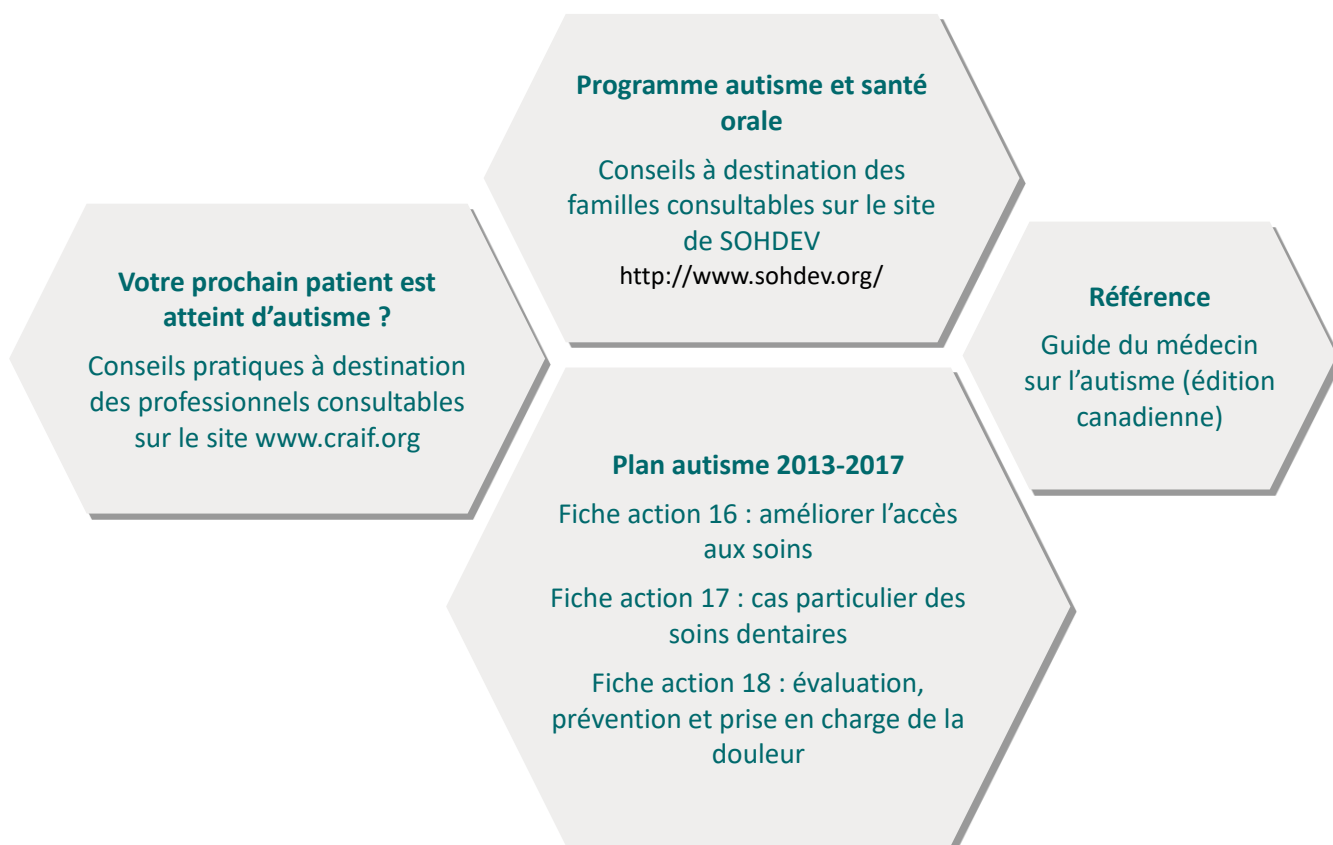 Programme autisme et santé
orale
Conseils à destination des
familles consultables sur le site
de SOHDEV
http://www.sohdev.org/
Votre prochain patient est
atteint d’autisme ?
Conseils pratiques à destination
des professionnels consultables
sur le site www.craif.org
Référence
Guide du médecin
sur l’autisme (édition
canadienne)
Plan autisme 2013-2017
Fiche action 16 : améliorer l’accès
aux soins
Fiche action 17 : cas particulier des
soins dentaires
Fiche action 18 : évaluation,
prévention et prise en charge de la
douleur